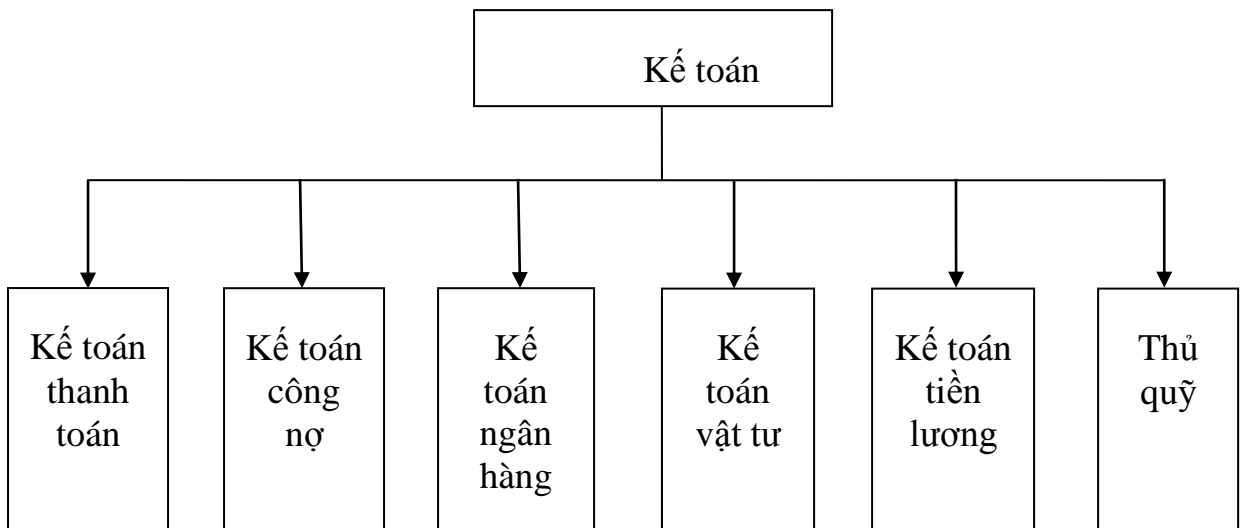 Kế toán
Kế toán
thanh
toán
Kế toán
công
nợ
Kế
toán
ngân
hàng
Kế
toán
vật tư
Kế toán
tiền
lương
Thủ
quỹ